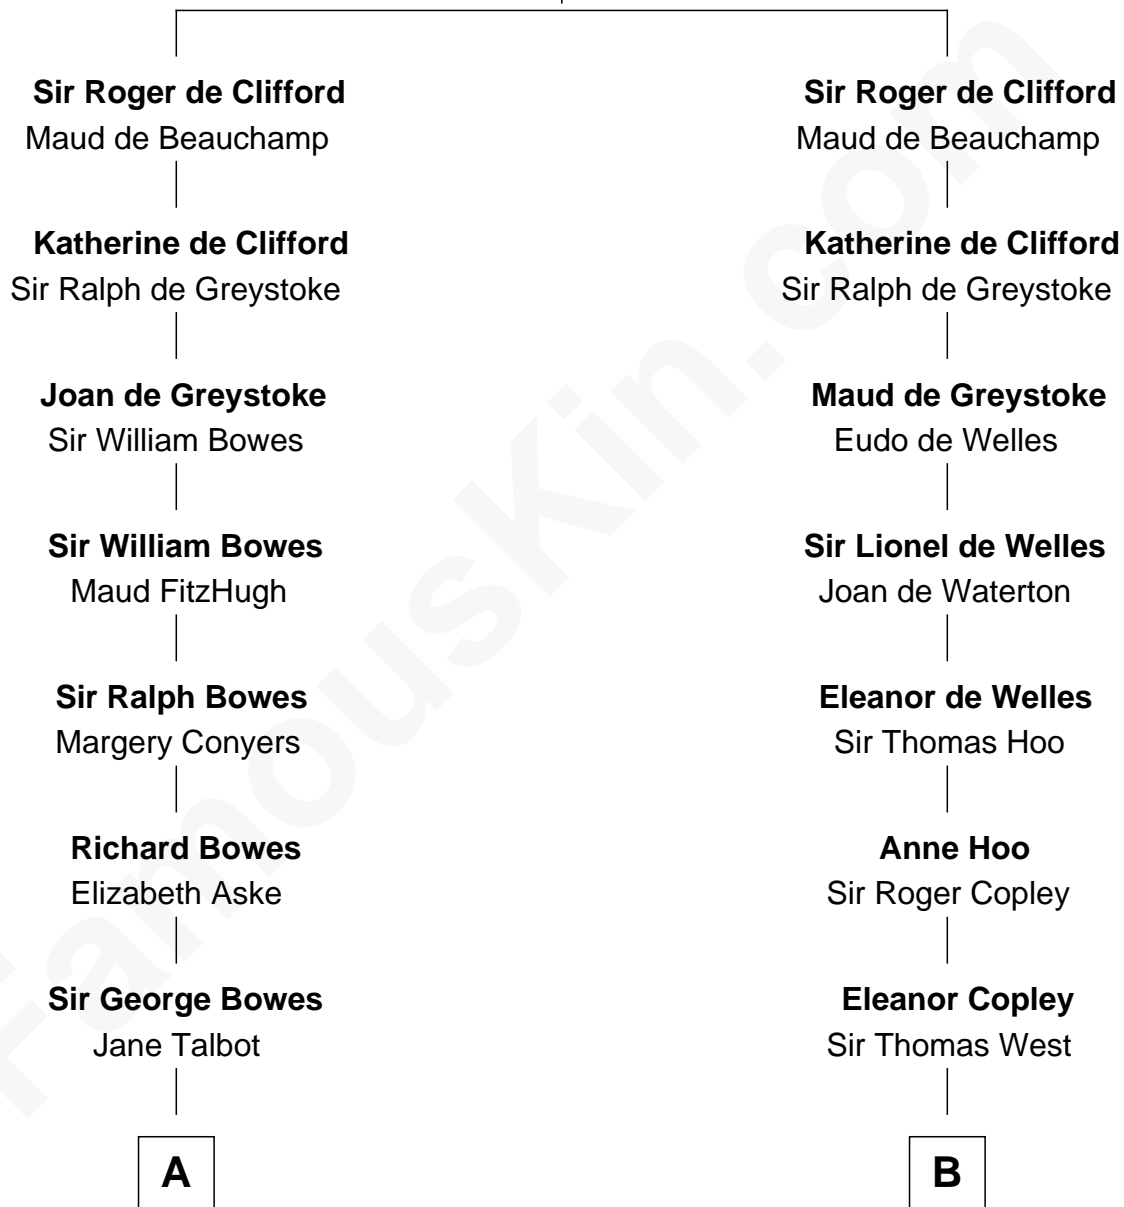 Sir Roger de Clifford
Maud de Beauchamp
Katherine de Clifford
Sir Ralph de Greystoke
Joan de Greystoke
Sir William Bowes
Sir William Bowes
Maud FitzHugh
Sir Ralph Bowes
Margery Conyers
Richard Bowes
Elizabeth Aske
Sir George Bowes
Jane Talbot
A
Sir Roger de Clifford
Maud de Beauchamp
Katherine de Clifford
Sir Ralph de Greystoke
Maud de Greystoke
Eudo de Welles
Sir Lionel de Welles
Joan de Waterton
Eleanor de Welles
Sir Thomas Hoo
Anne Hoo
Sir Roger Copley
Eleanor Copley
Sir Thomas West
B
FamousKin.com